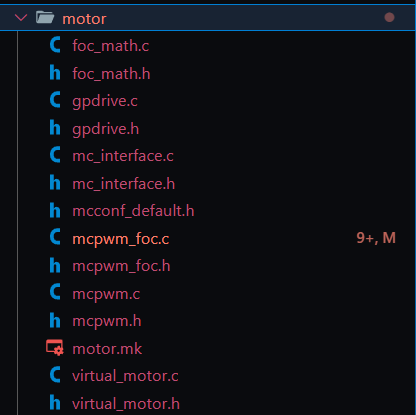 motor
C foc_math.c
h foc_math.h
C gpdrive.c
h gpdrive.h
C mc_interface.c
h mc_interface.h
h mcconf_default.h
C mcpwm_foc.c 9+, M
h mcpwm_foc.h
C mcpwm.c
h mcpwm.h
motor.mk
C virtual_motor.c
h virtual_motor.h